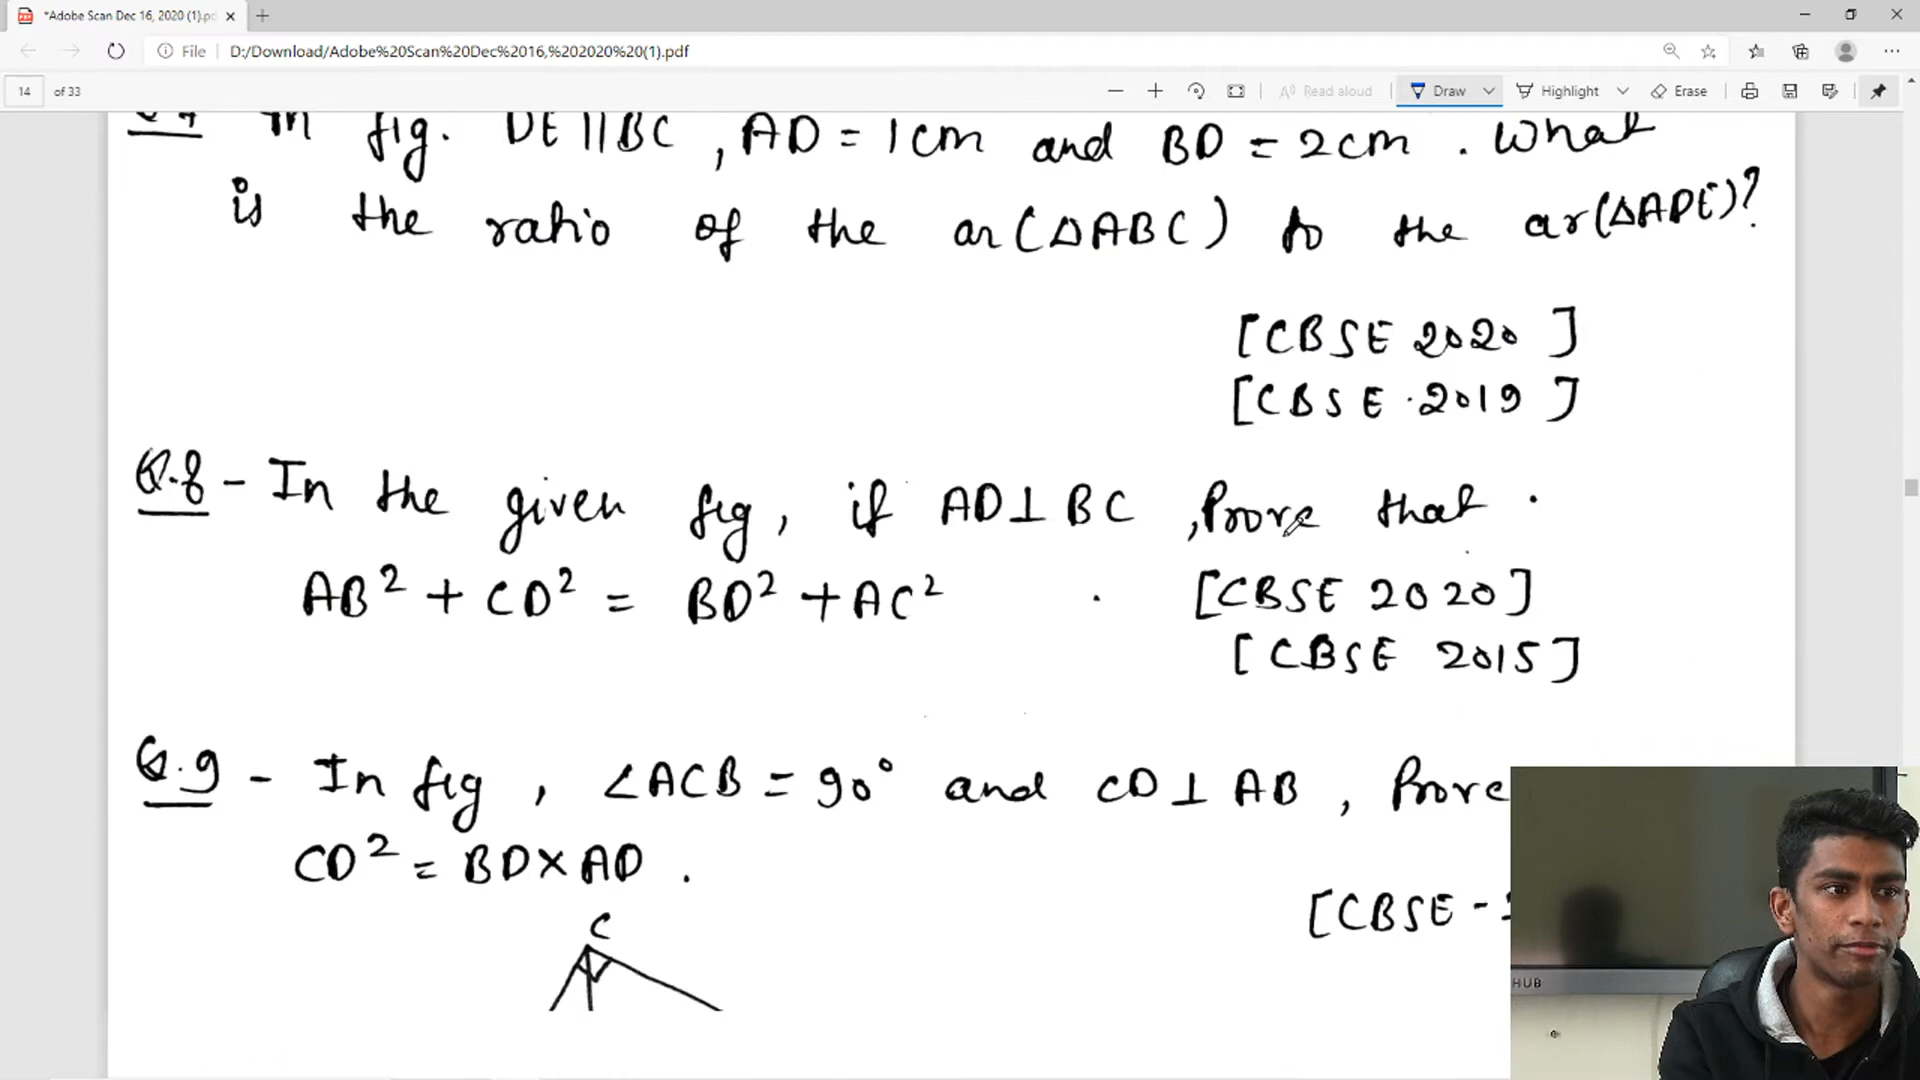 *Adobe Scan Dec 16, 2020 (1).pd
File D:/Download/Adobe%20Scan%20Dec%2016,%202020%20(1).pdf
14 of 33 Read aloud Draw Highlight Erase
In fig. DE||BC , AD = 1cm and BD = 2cm . What
is the ratio of the ar(△ABC) to the ar(△ADE)?
[CBSE 2020 ]
[CBSE . 2019 ]
Q.8 - In the given fig, if AD⊥BC , Prove that .
AB² + CD² = BD² + AC² . [CBSE 2020]
[ CBSE 2015]
Q.9 - In fig , ∠ACB = 90° and CD⊥AB , Prove
CD² = BD×AD .
C
[CBSE -
HUB